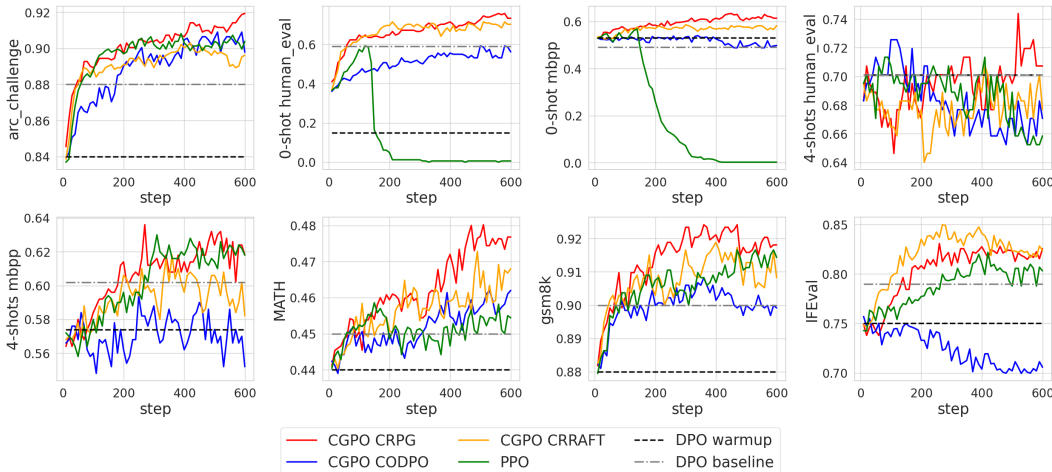 arc_challenge
0.90
0.88
0.86
0.84
0 200 400 600
step
0-shot human_eval
0.6
0.4
0.2
0.0
0 200 400 600
step
0-shot mbpp
0.6
0.4
0.2
0.0
0 200 400 600
step
4-shots human_eval
0.74
0.72
0.70
0.68
0.66
0.64
0 200 400 600
step
4-shots mbpp
0.64
0.62
0.60
0.58
0.56
0 200 400 600
step
MATH
0.48
0.47
0.46
0.45
0.44
0 200 400 600
step
gsm8k
0.92
0.91
0.90
0.89
0.88
0 200 400 600
step
IFEval
0.85
0.80
0.75
0.70
0 200 400 600
step
CGPO CRPG CGPO CRRAFT DPO warmup
CGPO CODPO PPO DPO baseline